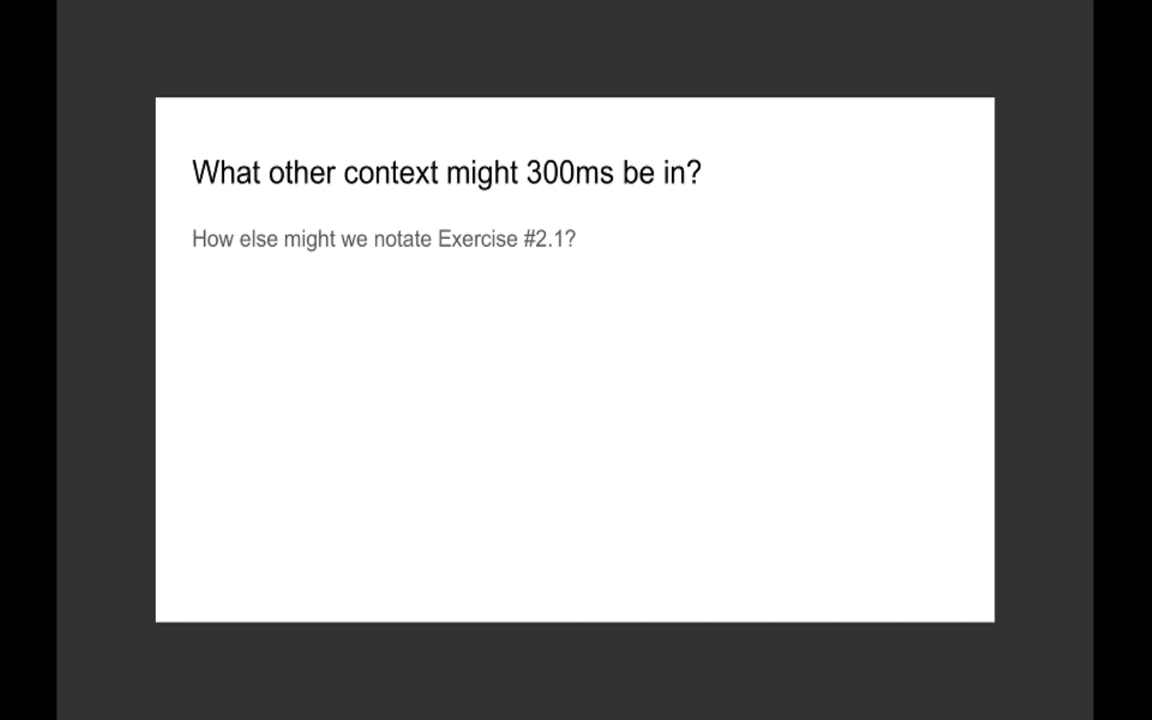 What other context might 300ms be in?
How else might we notate Exercise #2.1?